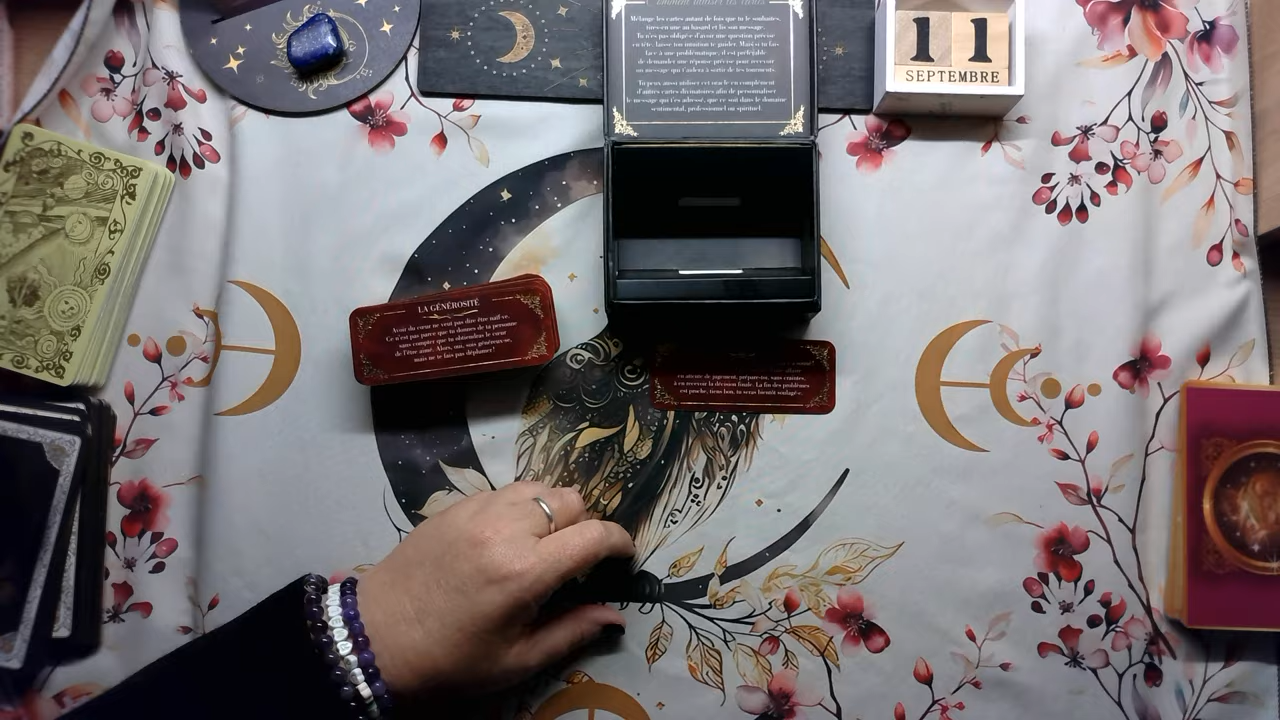 Comment utiliser les cartes
Mélange les cartes autant de fois que tu le souhaites,
tires-en une au hasard et lis son message.
Tu n'es pas obligé·e d'avoir une question précise
en tête, laisse ton intuition te guider. Mais si tu fais
face à une problématique, il est préférable
de demander une réponse précise pour recevoir
un message qui t'aidera à sortir de tes tourments.
Tu peux aussi utiliser cet oracle en complément
d'autres cartes divinatoires afin de personnaliser
le message qui t'es adressé, que ce soit dans le domaine
sentimental, professionnel ou spirituel.
11
SEPTEMBRE
LA GÉNÉROSITÉ
Avoir du cœur ne veut pas dire être naïf·ve.
Ce n'est pas parce que tu donnes de ta personne
sans compter que tu obtiendras le cœur
de l'être aimé. Alors, oui, sois généreux·se,
mais ne te fais pas déplumer!
en attente de jugement, prépare-toi, sans craintes,
à en recevoir la décision finale. La fin des problèmes
est proche, tiens bon, tu seras bientôt soulagé·e.